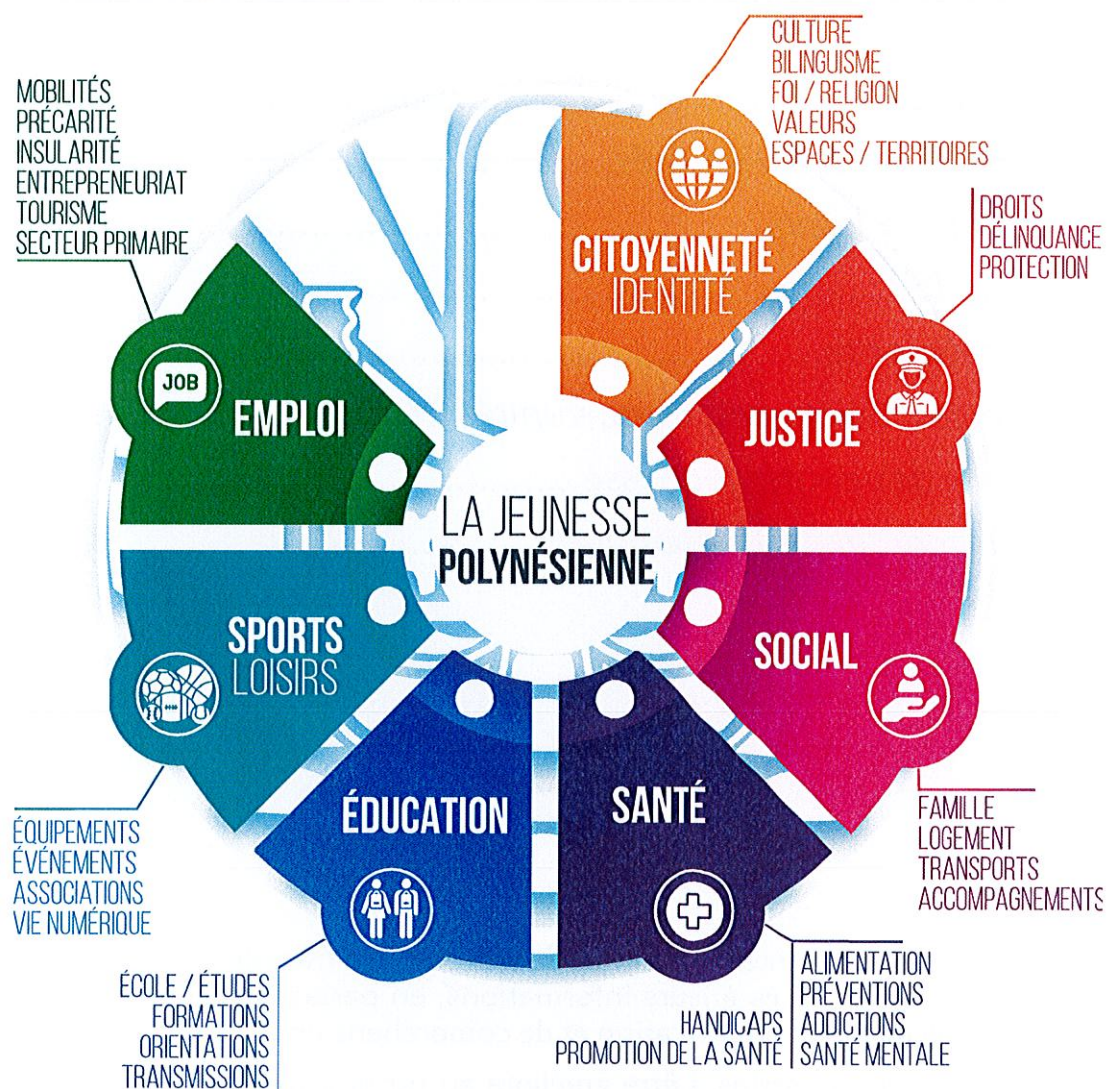 CULTURE
BILINGUISME
FOI / RELIGION
VALEURS
ESPACES / TERRITOIRES
MOBILITÉS
PRÉCARITÉ
INSULARITÉ
ENTREPRENEURIAT
TOURISME
SECTEUR PRIMAIRE
DROITS
DÉLINQUANCE
PROTECTION
CITOYENNETÉ
IDENTITÉ
JOB
EMPLOI
JUSTICE
LA JEUNESSE
POLYNÉSIENNE
SPORTS
LOISIRS
SOCIAL
ÉDUCATION
SANTÉ
ÉQUIPEMENTS
ÉVÉNEMENTS
ASSOCIATIONS
VIE NUMÉRIQUE
FAMILLE
LOGEMENT
TRANSPORTS
ACCOMPAGNEMENTS
ÉCOLE / ÉTUDES
FORMATIONS
ORIENTATIONS
TRANSMISSIONS
HANDICAPS
PROMOTION DE LA SANTÉ
ALIMENTATION
PRÉVENTIONS
ADDICTIONS
SANTÉ MENTALE